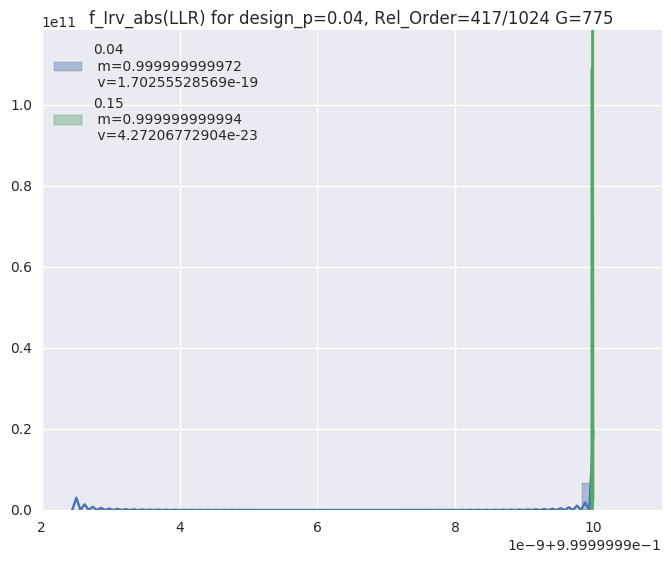 f_Irv_abs(LLR) for design_p=0.04, Rel_Order=417/1024 G=775
1e11
0.04
m=0.999999999972
v=1.70255528569e-19
0.15
m=0.999999999994
v=4.27206772904e-23
1.0
0.8
0.6
0.4
0.2
0.0
2 4 6 8 10
1e−9+9.9999999e−1